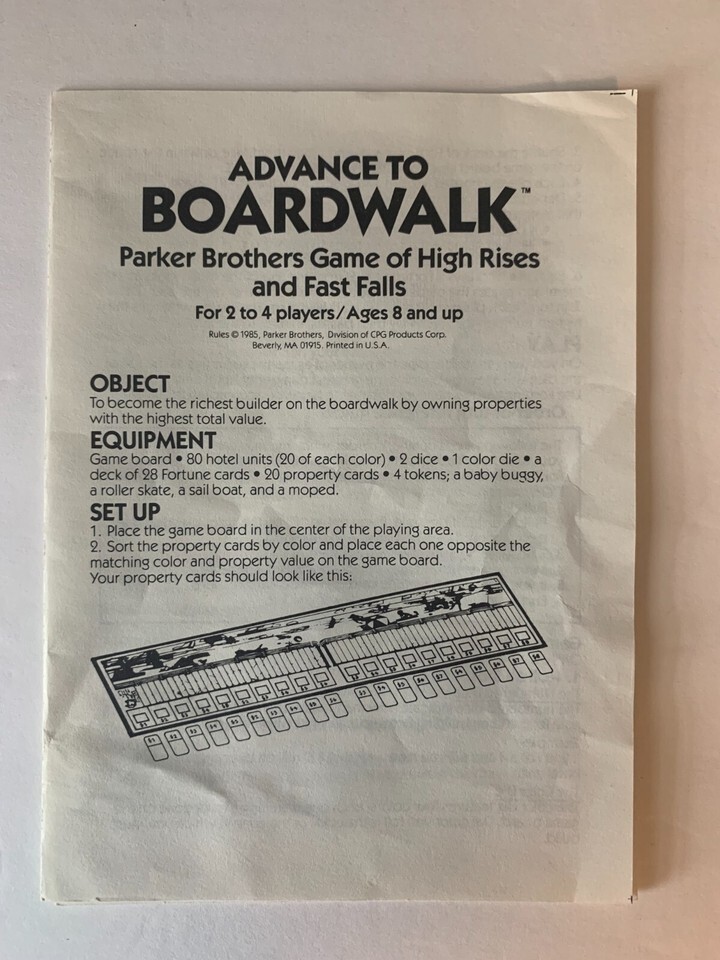 ADVANCE TO
BOARDWALK™
Parker Brothers Game of High Rises
and Fast Falls
For 2 to 4 players/Ages 8 and up
Rules © 1985, Parker Brothers, Division of CPG Products Corp.
Beverly, MA 01915. Printed in U.S.A.
OBJECT
To become the richest builder on the boardwalk by owning properties
with the highest total value.
EQUIPMENT
Game board • 80 hotel units (20 of each color) • 2 dice • 1 color die • a
deck of 28 Fortune cards • 20 property cards • 4 tokens; a baby buggy,
a roller skate, a sail boat, and a moped.
SET UP
1. Place the game board in the center of the playing area.
2. Sort the property cards by color and place each one opposite the
matching color and property value on the game board.
Your property cards should look like this: